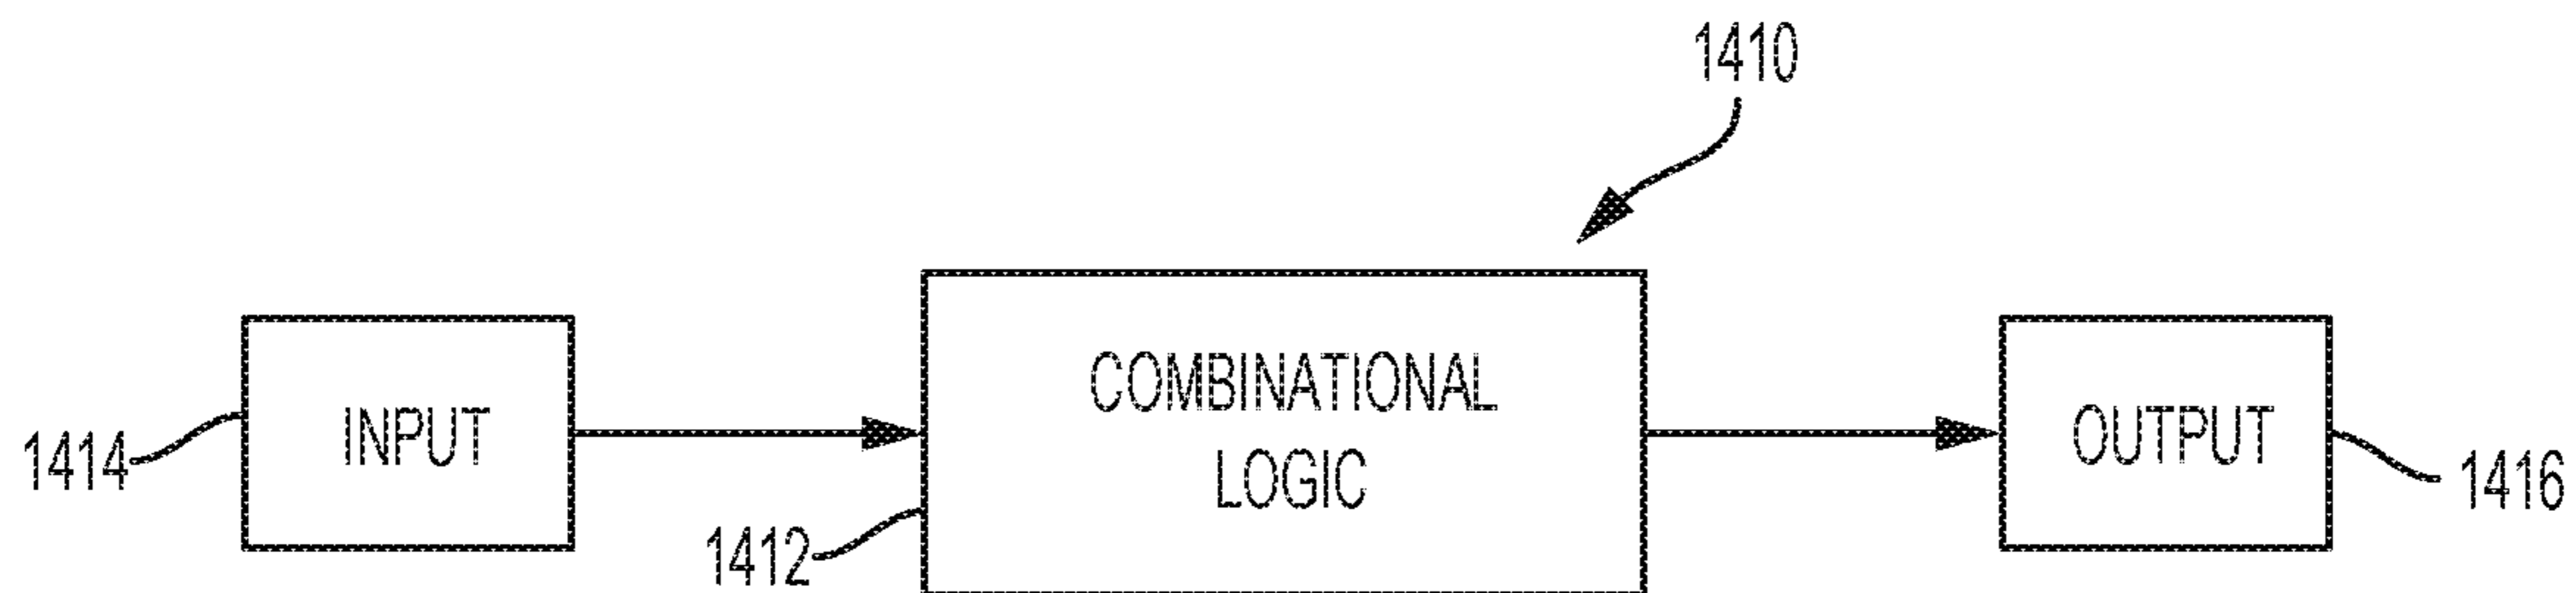 1410
COMBINATIONAL
LOGIC
INPUT
OUTPUT
1414
1412
1416